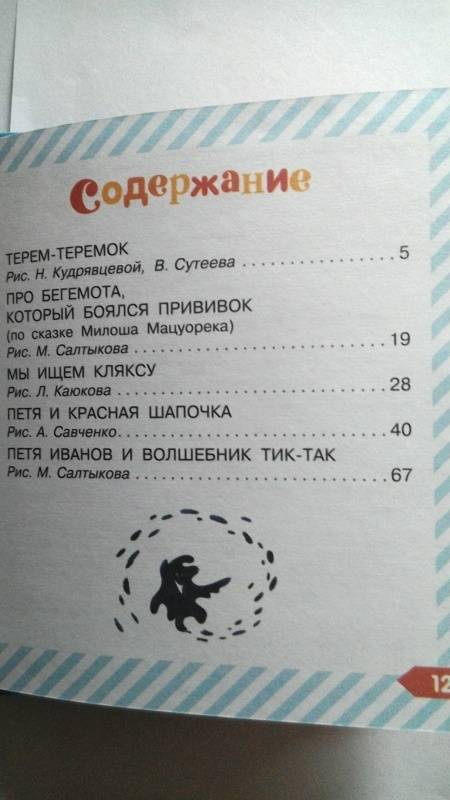 Содержание
ТЕРЕМ-ТЕРЕМОК
Рис. Н. Кудрявцевой, В. Сутеева ..................... 5
ПРО БЕГЕМОТА,
КОТОРЫЙ БОЯЛСЯ ПРИВИВОК
(по сказке Милоша Мацуорека)
Рис. М. Салтыкова ..................... 19
МЫ ИЩЕМ КЛЯКСУ
Рис. Л. Каюкова ..................... 28
ПЕТЯ И КРАСНАЯ ШАПОЧКА
Рис. А. Савченко ..................... 40
ПЕТЯ ИВАНОВ И ВОЛШЕБНИК ТИК-ТАК
Рис. М. Салтыкова ..................... 67